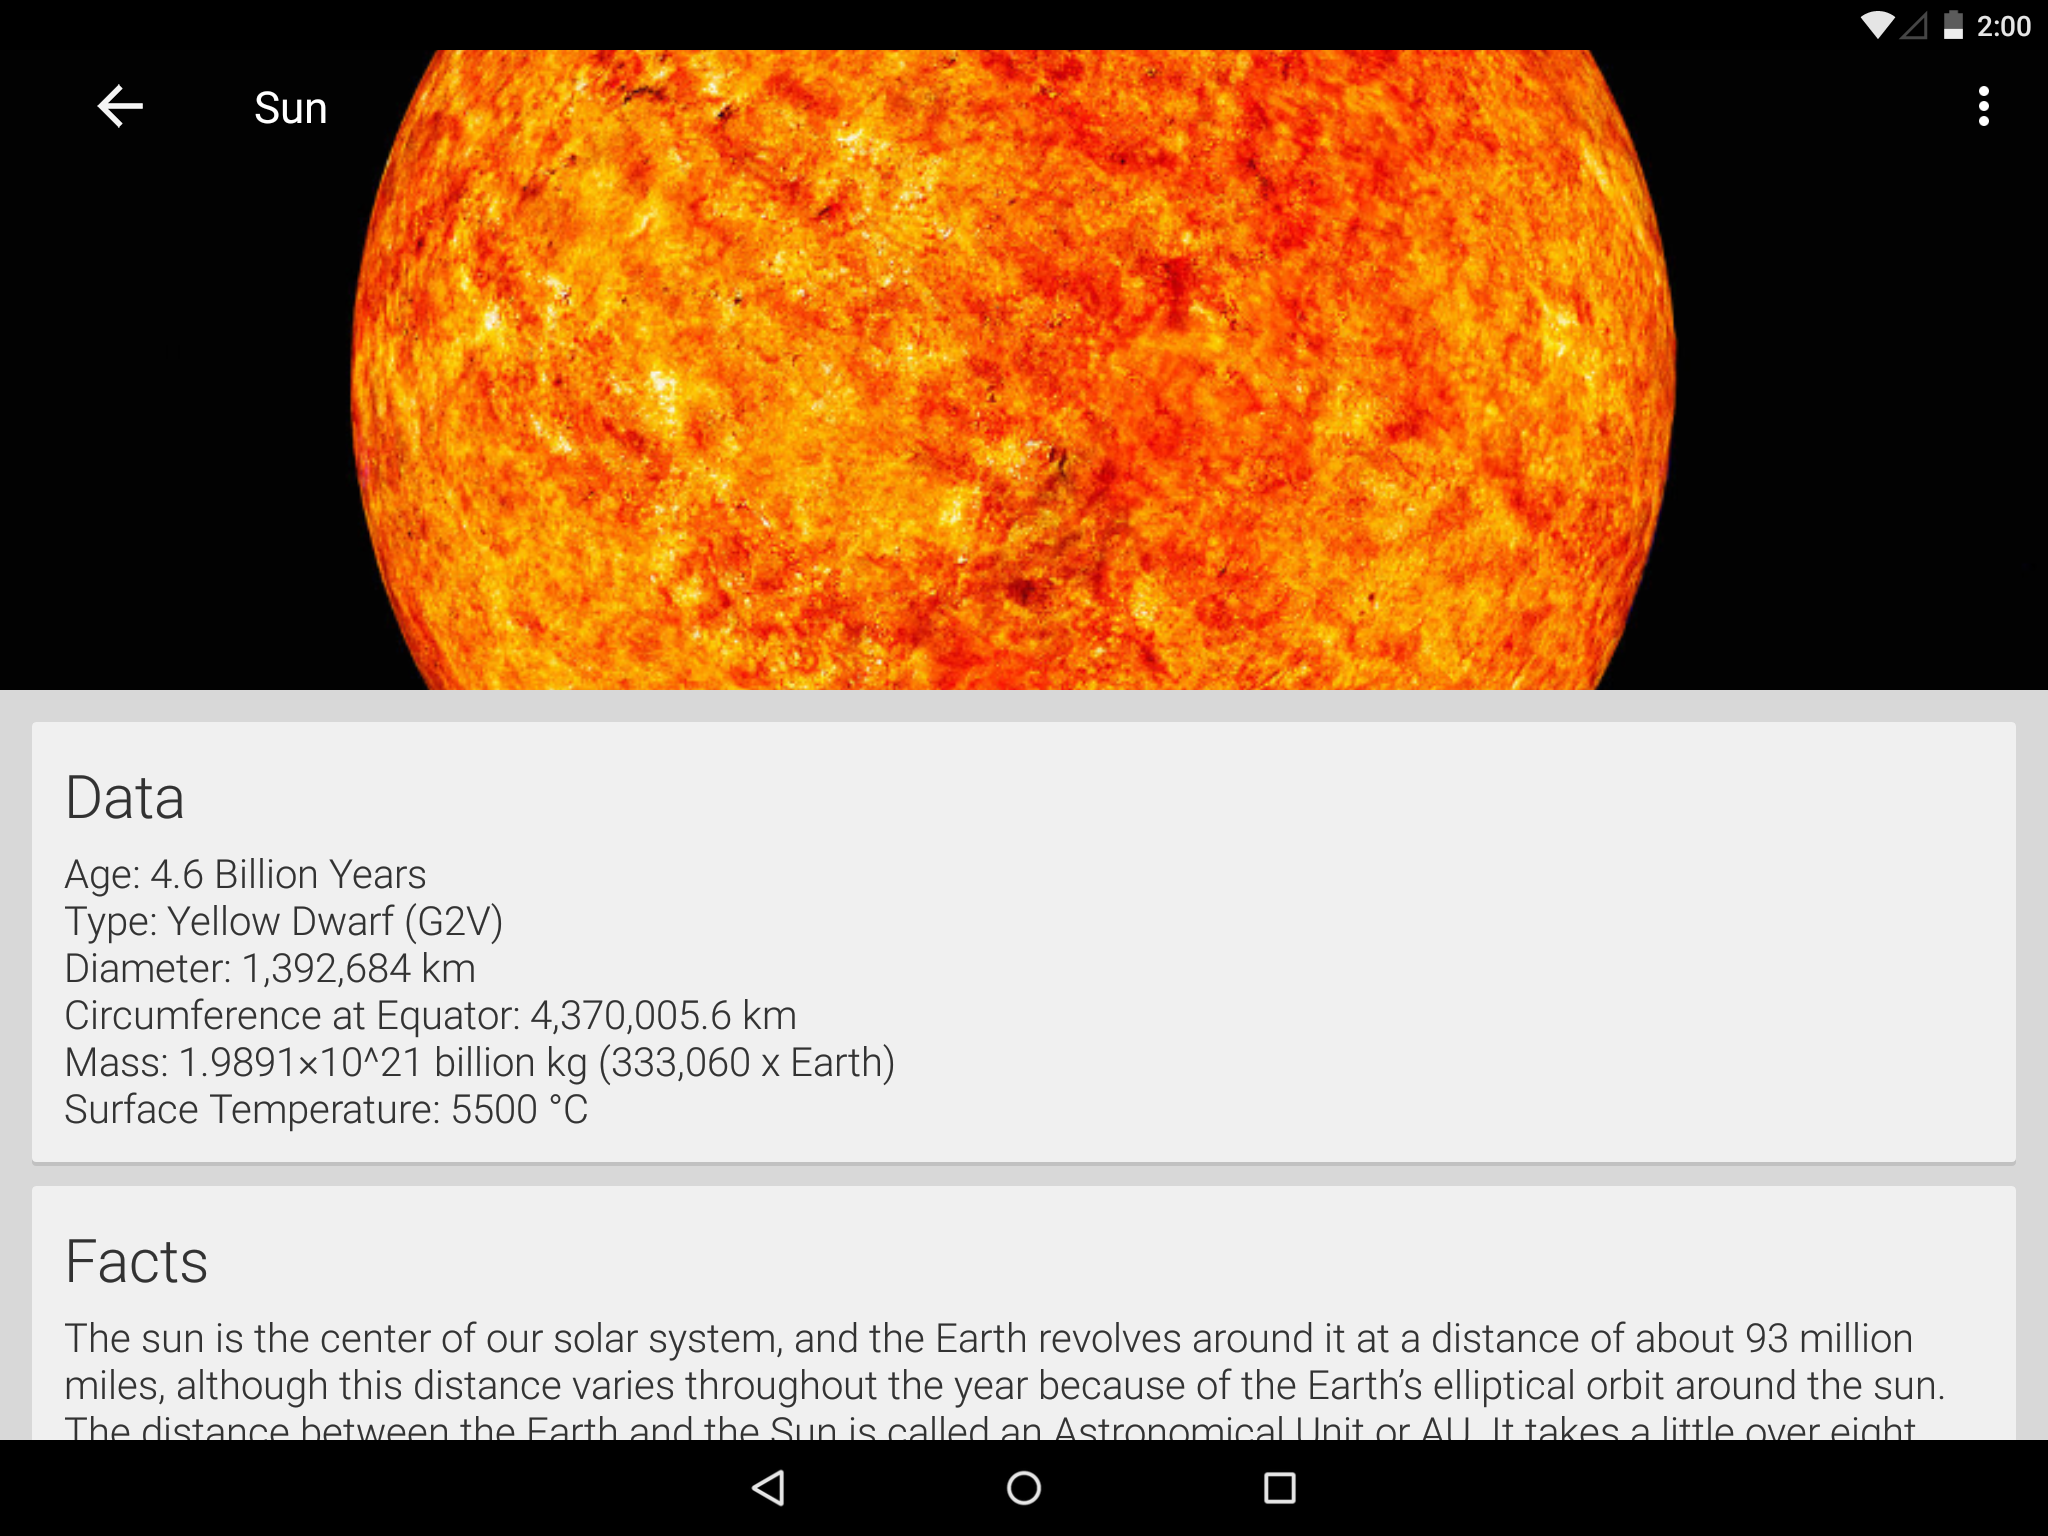 2:00
Sun
Data
Age: 4.6 Billion Years
Type: Yellow Dwarf (G2V)
Diameter: 1,392,684 km
Circumference at Equator: 4,370,005.6 km
Mass: 1.9891×10^21 billion kg (333,060 x Earth)
Surface Temperature: 5500 °C
Facts
The sun is the center of our solar system, and the Earth revolves around it at a distance of about 93 million
miles, although this distance varies throughout the year because of the Earth’s elliptical orbit around the sun.
The distance between the Earth and the Sun is called an Astronomical Unit or AU. It takes a little over eight